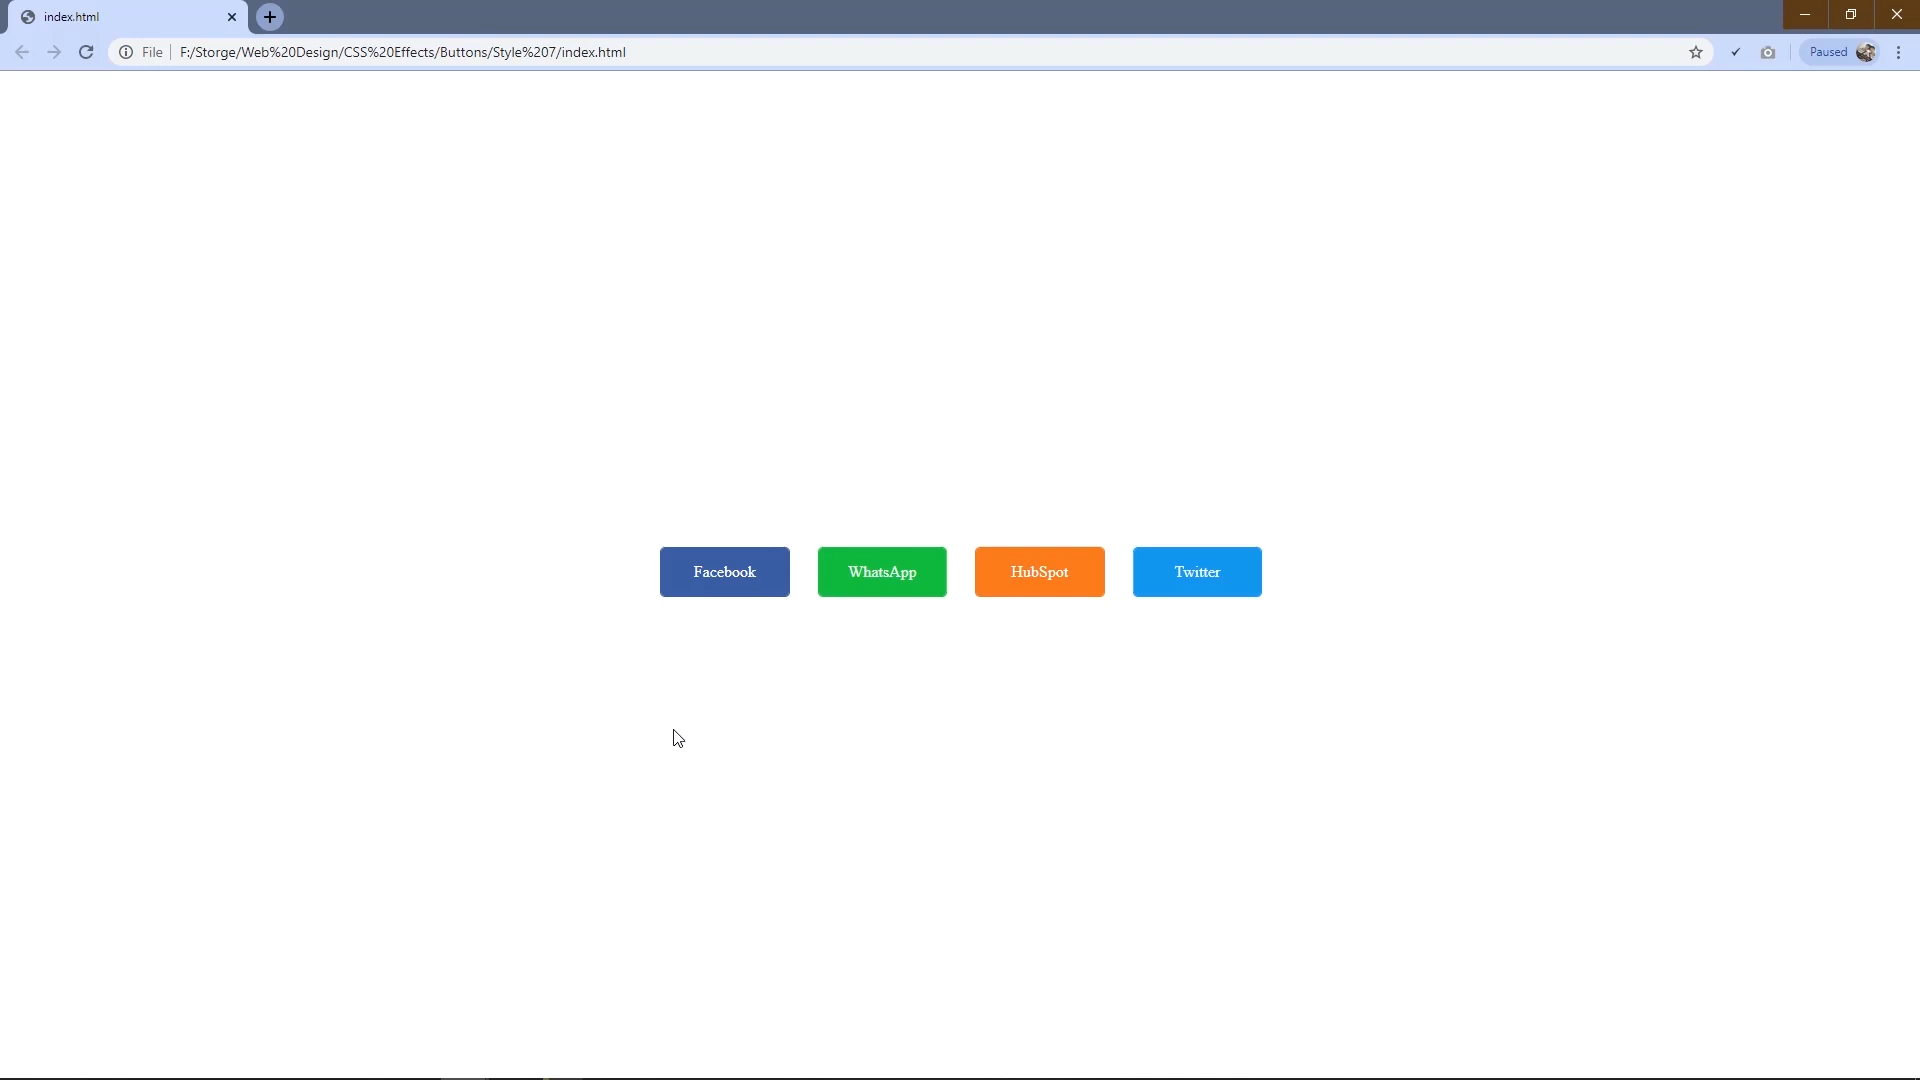 index.html
File F:/Storge/Web%20Design/CSS%20Effects/Buttons/Style%207/index.html
Paused
Facebook WhatsApp HubSpot Twitter